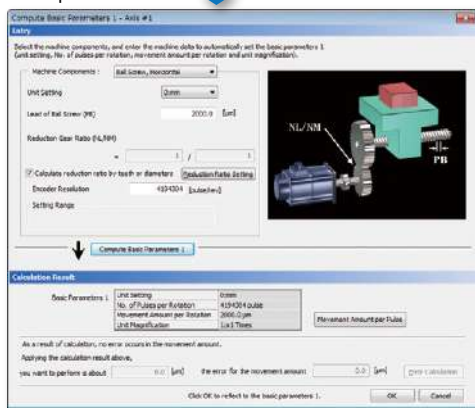 Compute Basic Parameters 1 - Axis #1
Entry
Select the machine components, and enter the machine data to automatically set the basic parameters 1
(unit setting, No. of pulses per rotation, movement amount per rotation and unit magnification).
Machine Components : Ball Screw, Horizontal
Unit Setting 0:mm
Lead of Ball Screw (PB) 2000.0 [µm]
Reduction Gear Ratio (NL/NM)
= 1 / 1
Calculate reduction ratio by teeth or diameters Reduction Ratio Setting
Encoder Resolution 4194304 [pulse/rev]
Setting Range
NL/NM
PB
Compute Basic Parameters 1
Calculation Result
Basic Parameters 1
Unit Setting 0:mm
No. of Pulses per Rotation 4194304 pulse
Movement Amount per Rotation 2000.0 µm
Unit Magnification 1:x1 Times
Movement Amount per Pulse
As a result of calculation, no error occurs in the movement amount.
Applying the calculation result above,
you want to perform is about 0.0 [µm] the error for the movement amount 0.0 [µm] Error Calculation
Click OK to reflect to the basic parameters 1. OK Cancel